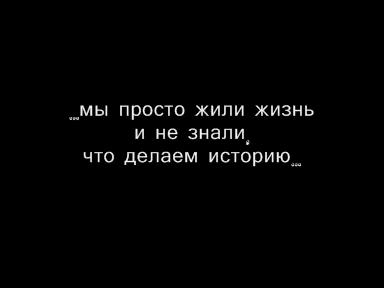 ...мы просто жили жизнь
и не знали,
что делаем историю...